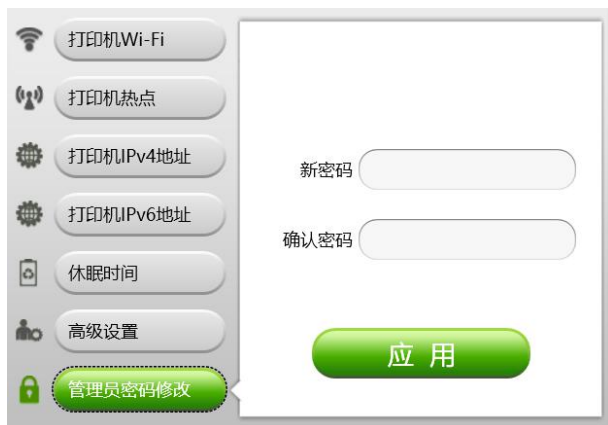 打印机Wi-Fi
打印机热点
打印机IPv4地址
打印机IPv6地址
休眠时间
高级设置
管理员密码修改
新密码
确认密码
应 用